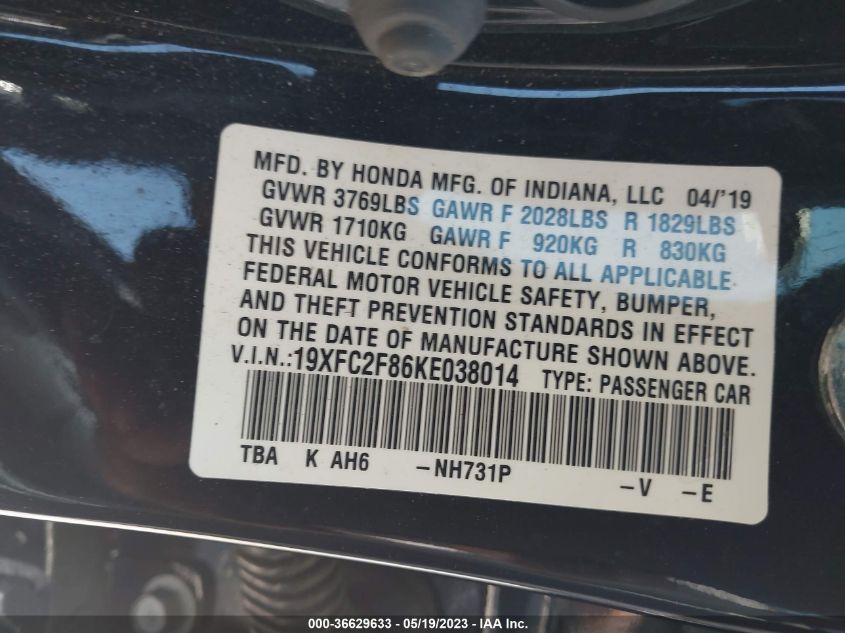 MFD. BY HONDA MFG. OF INDIANA, LLC 04/'19
GVWR 3769LBS GAWR F 2028LBS R 1829LBS
GVWR 1710KG GAWR F 920KG R 830KG
THIS VEHICLE CONFORMS TO ALL APPLICABLE
FEDERAL MOTOR VEHICLE SAFETY, BUMPER,
AND THEFT PREVENTION STANDARDS IN EFFECT
ON THE DATE OF MANUFACTURE SHOWN ABOVE.
V.I.N.:19XFC2F86KE038014 TYPE: PASSENGER CAR
TBA K AH6 -NH731P -V -E
000-36629633 - 05/19/2023 - IAA Inc.